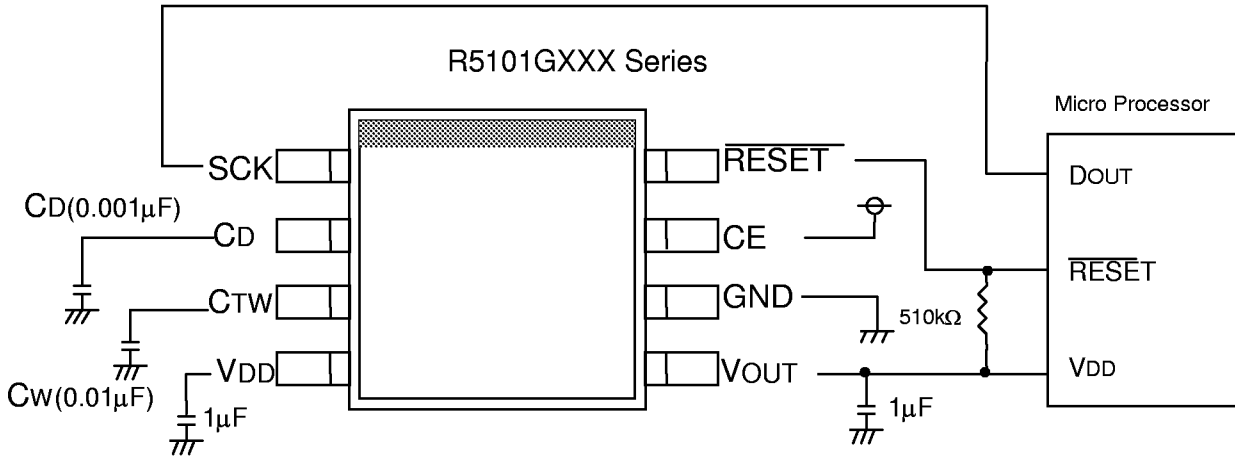 R5101GXXX Series
Micro Processor
SCK
RESET
DOUT
CD(0.001μF)
CD
CE
RESET
CTW
GND
510kΩ
VDD
VOUT
VDD
CW(0.01μF)
1μF
1μF